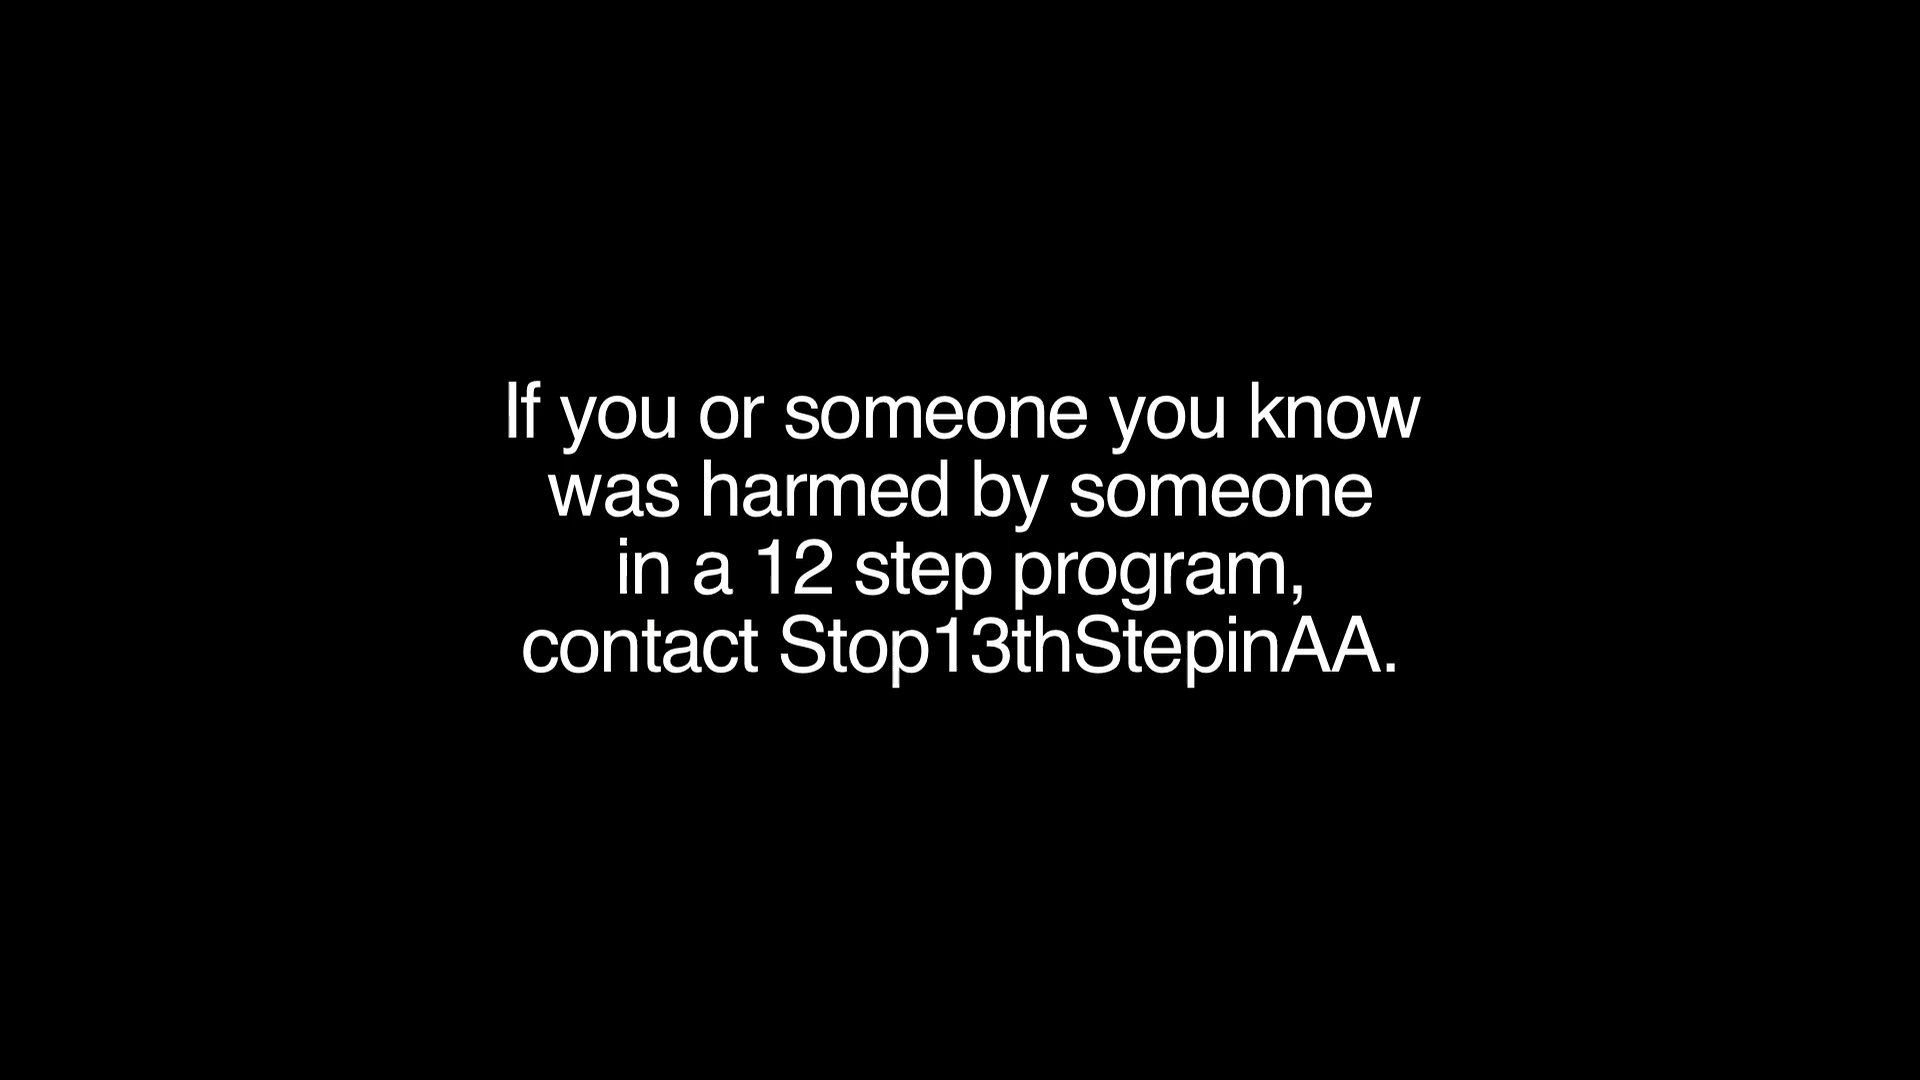 If you or someone you know
was harmed by someone
in a 12 step program,
contact Stop13thStepinAA.